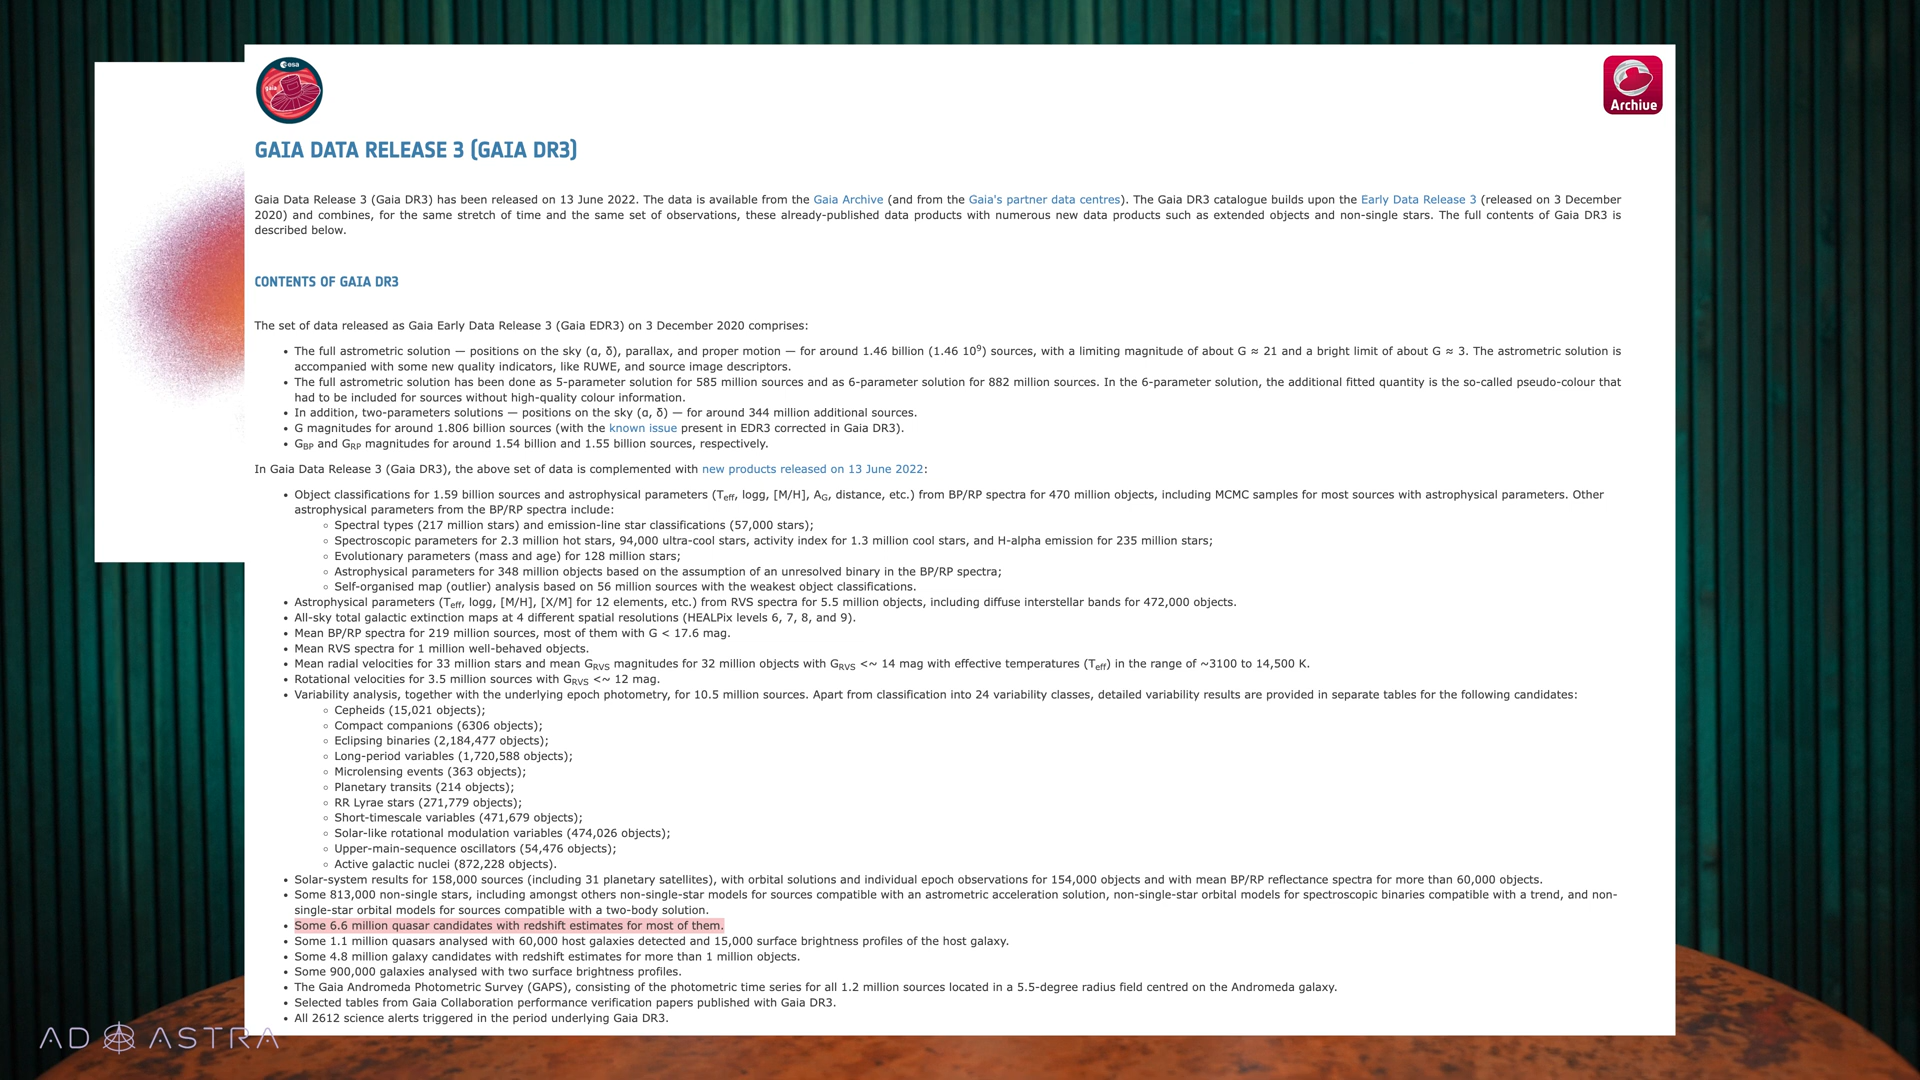 esa
gaia
Archive
GAIA DATA RELEASE 3 (GAIA DR3)
Gaia Data Release 3 (Gaia DR3) has been released on 13 June 2022. The data is available from the Gaia Archive (and from the Gaia's partner data centres). The Gaia DR3 catalogue builds upon the Early Data Release 3 (released on 3 December
2020) and combines, for the same stretch of time and the same set of observations, these already-published data products with numerous new data products such as extended objects and non-single stars. The full contents of Gaia DR3 is
described below.
CONTENTS OF GAIA DR3
The set of data released as Gaia Early Data Release 3 (Gaia EDR3) on 3 December 2020 comprises:
• The full astrometric solution — positions on the sky (α, δ), parallax, and proper motion — for around 1.46 billion (1.46 10⁹) sources, with a limiting magnitude of about G ≈ 21 and a bright limit of about G ≈ 3. The astrometric solution is
accompanied with some new quality indicators, like RUWE, and source image descriptors.
• The full astrometric solution has been done as 5-parameter solution for 585 million sources and as 6-parameter solution for 882 million sources. In the 6-parameter solution, the additional fitted quantity is the so-called pseudo-colour that
had to be included for sources without high-quality colour information.
• In addition, two-parameters solutions — positions on the sky (α, δ) — for around 344 million additional sources.
• G magnitudes for around 1.806 billion sources (with the known issue present in EDR3 corrected in Gaia DR3).
• GBP and GRP magnitudes for around 1.54 billion and 1.55 billion sources, respectively.
In Gaia Data Release 3 (Gaia DR3), the above set of data is complemented with new products released on 13 June 2022:
• Object classifications for 1.59 billion sources and astrophysical parameters (Teff, logg, [M/H], AG, distance, etc.) from BP/RP spectra for 470 million objects, including MCMC samples for most sources with astrophysical parameters. Other
astrophysical parameters from the BP/RP spectra include:
◦ Spectral types (217 million stars) and emission-line star classifications (57,000 stars);
◦ Spectroscopic parameters for 2.3 million hot stars, 94,000 ultra-cool stars, activity index for 1.3 million cool stars, and H-alpha emission for 235 million stars;
◦ Evolutionary parameters (mass and age) for 128 million stars;
◦ Astrophysical parameters for 348 million objects based on the assumption of an unresolved binary in the BP/RP spectra;
◦ Self-organised map (outlier) analysis based on 56 million sources with the weakest object classifications.
• Astrophysical parameters (Teff, logg, [M/H], [X/M] for 12 elements, etc.) from RVS spectra for 5.5 million objects, including diffuse interstellar bands for 472,000 objects.
• All-sky total galactic extinction maps at 4 different spatial resolutions (HEALPix levels 6, 7, 8, and 9).
• Mean BP/RP spectra for 219 million sources, most of them with G < 17.6 mag.
• Mean RVS spectra for 1 million well-behaved objects.
• Mean radial velocities for 33 million stars and mean GRVS magnitudes for 32 million objects with GRVS <~ 14 mag with effective temperatures (Teff) in the range of ~3100 to 14,500 K.
• Rotational velocities for 3.5 million sources with GRVS <~ 12 mag.
• Variability analysis, together with the underlying epoch photometry, for 10.5 million sources. Apart from classification into 24 variability classes, detailed variability results are provided in separate tables for the following candidates:
◦ Cepheids (15,021 objects);
◦ Compact companions (6306 objects);
◦ Eclipsing binaries (2,184,477 objects);
◦ Long-period variables (1,720,588 objects);
◦ Microlensing events (363 objects);
◦ Planetary transits (214 objects);
◦ RR Lyrae stars (271,779 objects);
◦ Short-timescale variables (471,679 objects);
◦ Solar-like rotational modulation variables (474,026 objects);
◦ Upper-main-sequence oscillators (54,476 objects);
◦ Active galactic nuclei (872,228 objects).
• Solar-system results for 158,000 sources (including 31 planetary satellites), with orbital solutions and individual epoch observations for 154,000 objects and with mean BP/RP reflectance spectra for more than 60,000 objects.
• Some 813,000 non-single stars, including amongst others non-single-star models for sources compatible with an astrometric acceleration solution, non-single-star orbital models for spectroscopic binaries compatible with a trend, and non-
single-star orbital models for sources compatible with a two-body solution.
• Some 6.6 million quasar candidates with redshift estimates for most of them.
• Some 1.1 million quasars analysed with 60,000 host galaxies detected and 15,000 surface brightness profiles of the host galaxy.
• Some 4.8 million galaxy candidates with redshift estimates for more than 1 million objects.
• Some 900,000 galaxies analysed with two surface brightness profiles.
• The Gaia Andromeda Photometric Survey (GAPS), consisting of the photometric time series for all 1.2 million sources located in a 5.5-degree radius field centred on the Andromeda galaxy.
• Selected tables from Gaia Collaboration performance verification papers published with Gaia DR3.
• All 2612 science alerts triggered in the period underlying Gaia DR3.
AD ASTRA